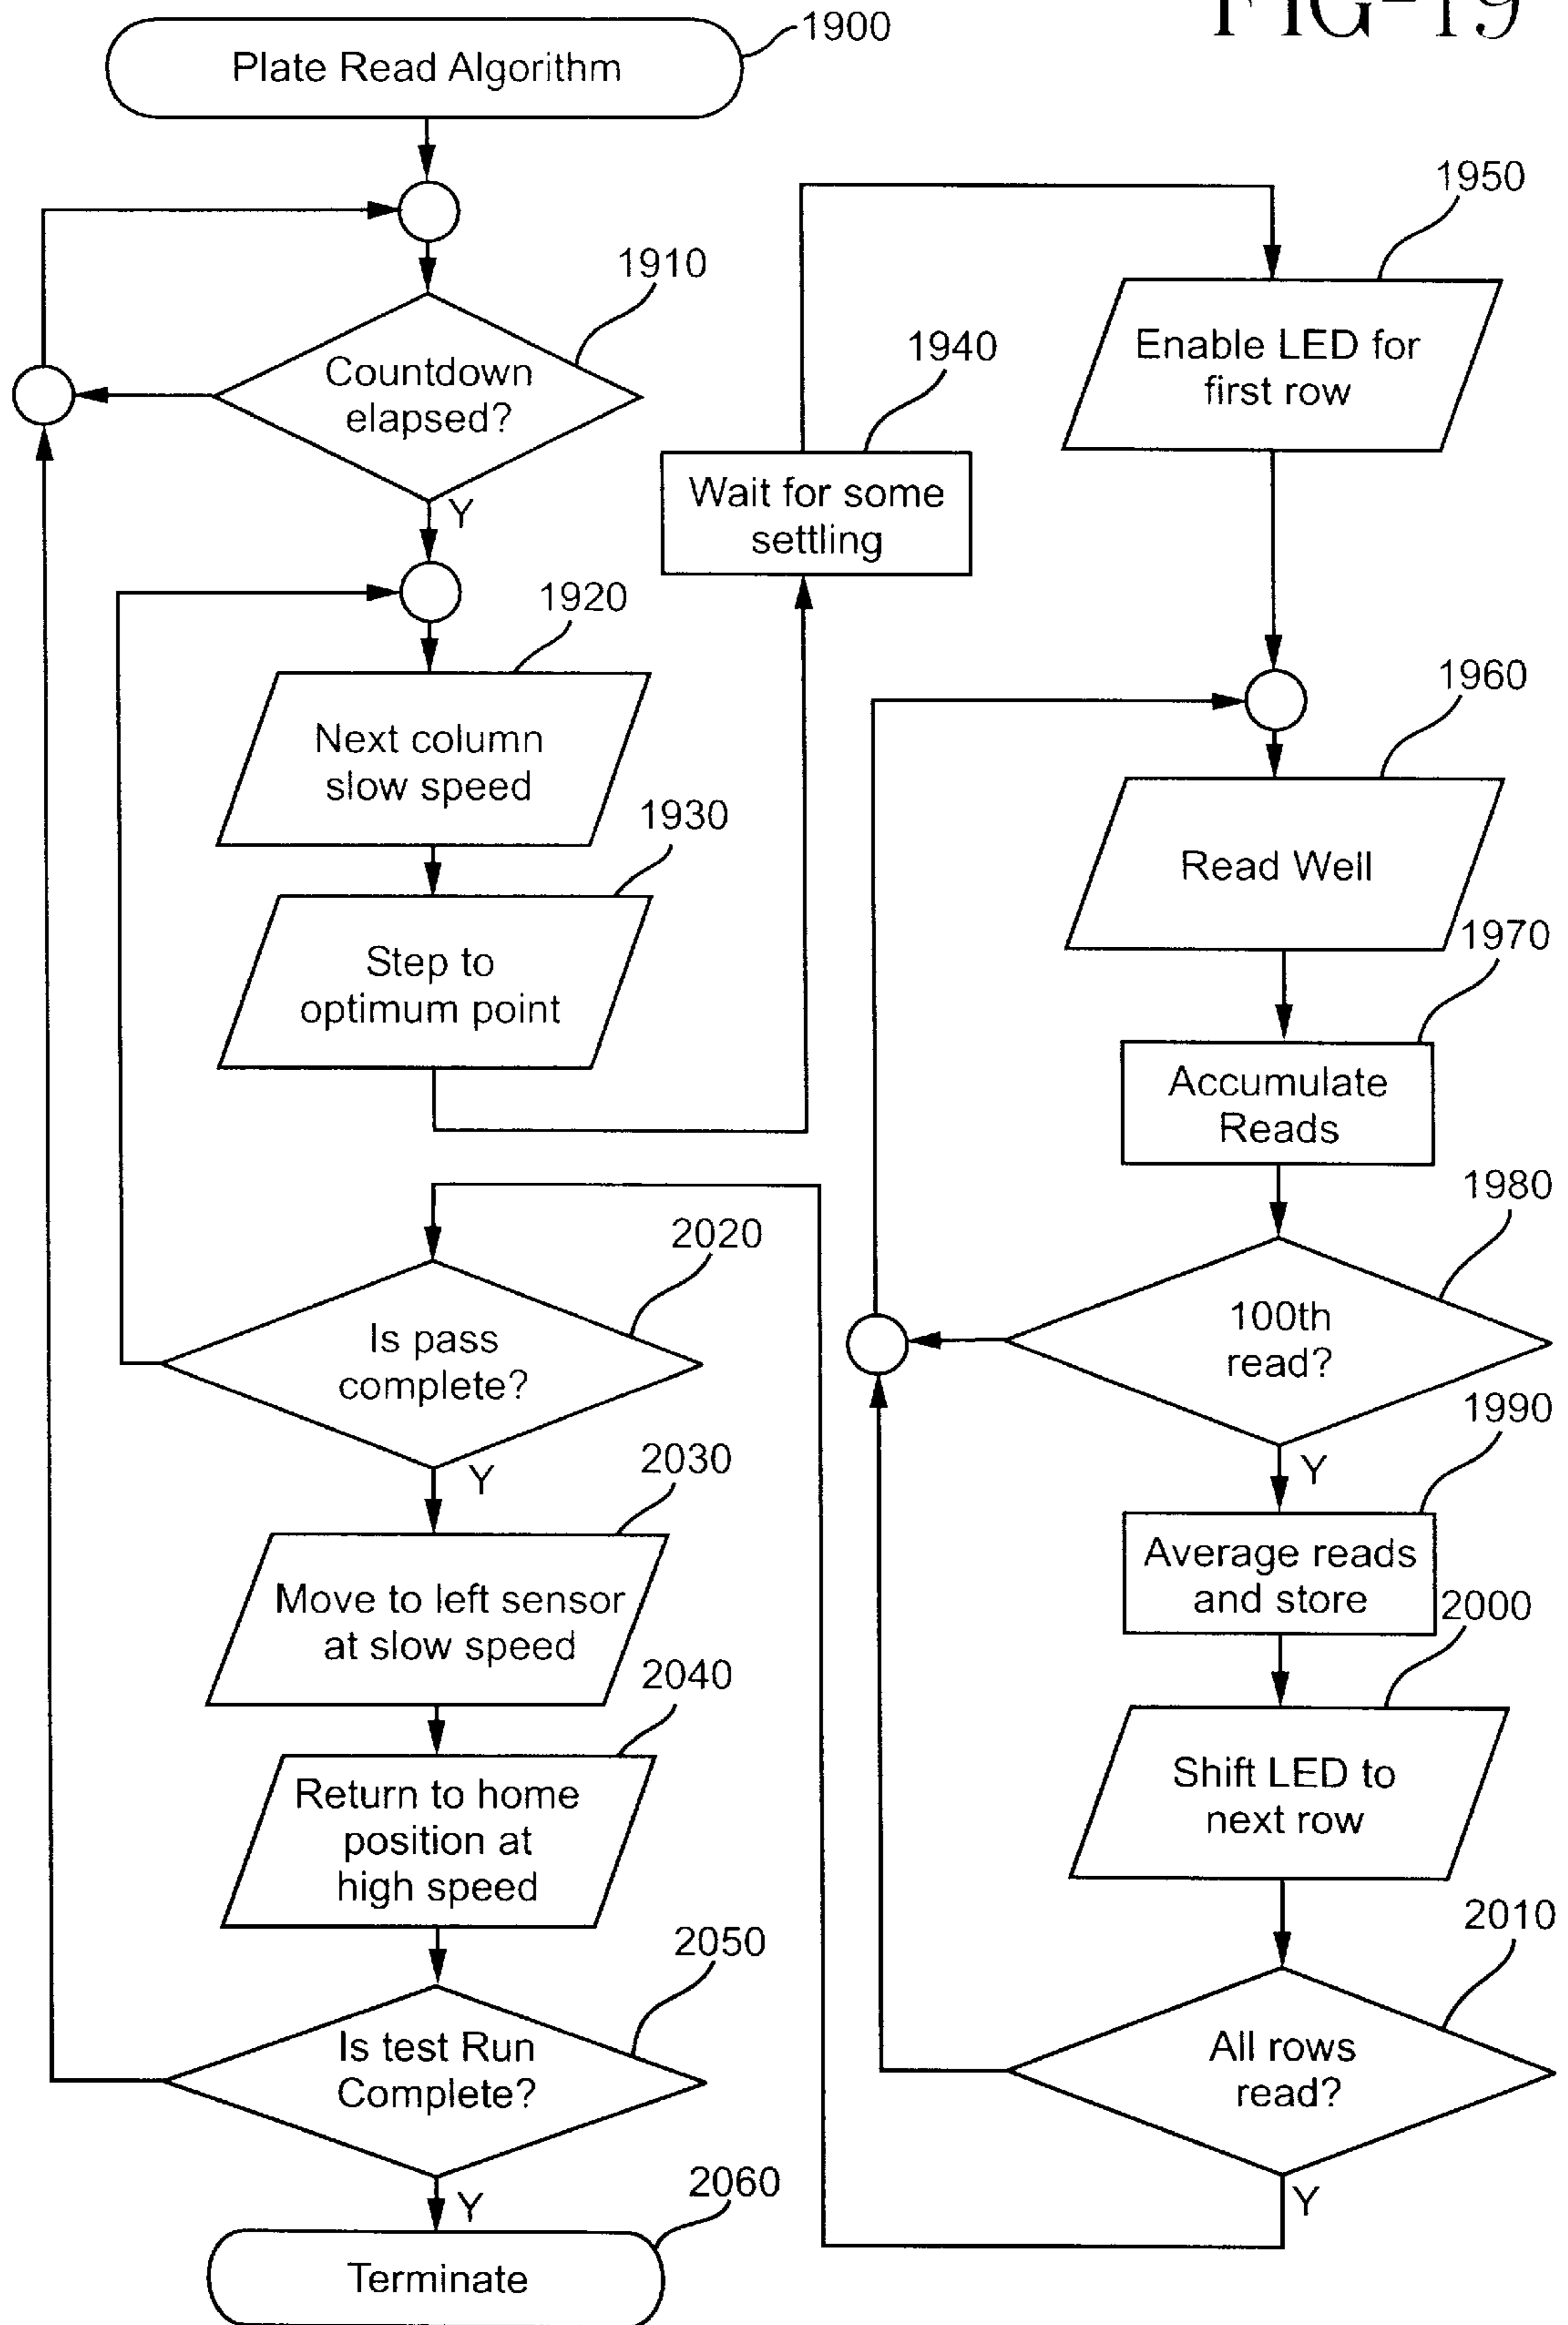 FIG-19
Plate Read Algorithm
1900
1910
Countdown
elapsed?
Y
1920
Next column
slow speed
1930
Step to
optimum point
1940
Wait for some
settling
1950
Enable LED for
first row
1960
Read Well
1970
Accumulate
Reads
1980
100th
read?
Y
1990
Average reads
and store
2000
Shift LED to
next row
2010
All rows
read?
Y
2020
Is pass
complete?
Y
2030
Move to left sensor
at slow speed
2040
Return to home
position at
high speed
2050
Is test Run
Complete?
Y
2060
Terminate